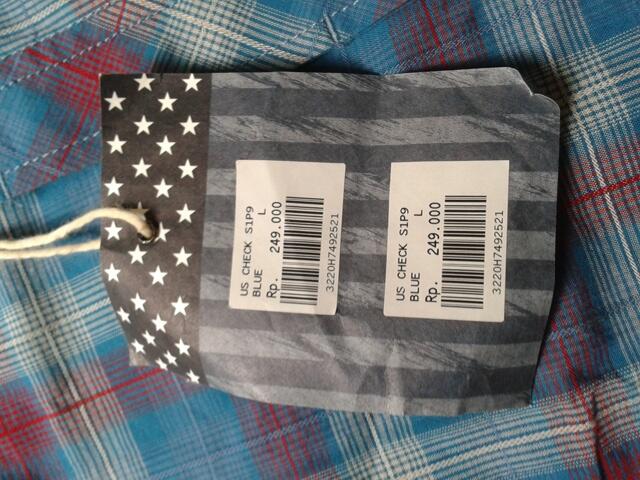 US CHECK S1P9
BLUE L
Rp. 249.000
3220H7492521
US CHECK S1P9
BLUE L
Rp. 249.000
3220H7492521